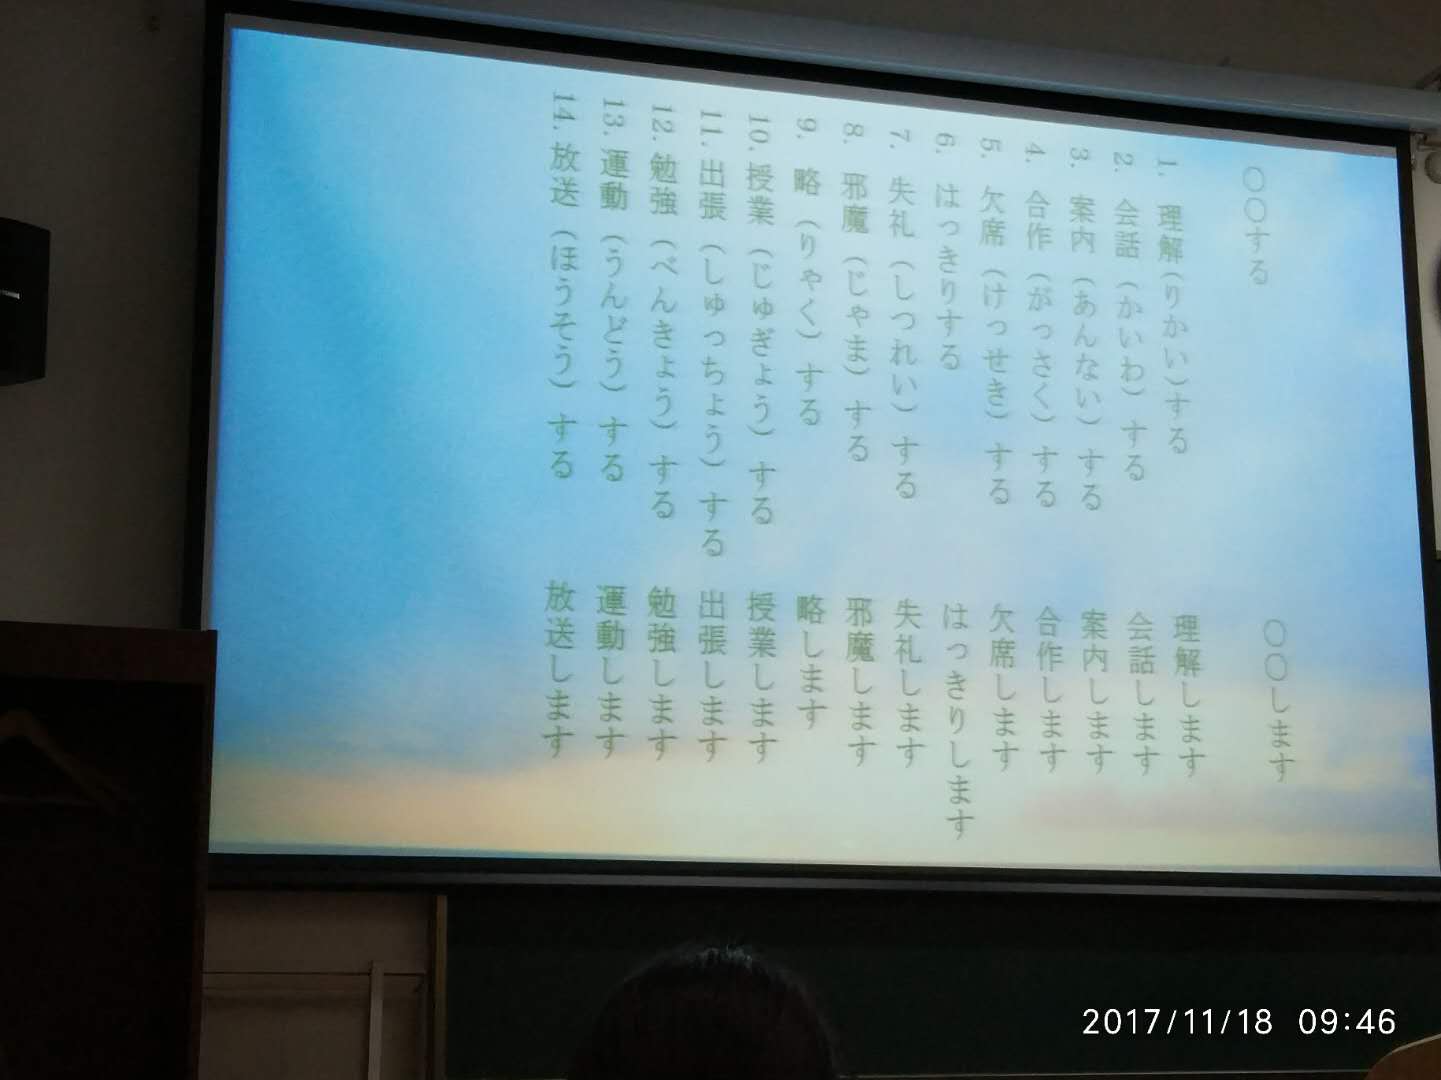 〇〇する 〇〇します
1. 理解(りかい)する 理解します
2. 会話（かいわ）する 会話します
3. 案内（あんない）する 案内します
4. 合作（がっさく）する 合作します
5. 欠席（けっせき）する 欠席します
6. はっきりする はっきりします
7. 失礼（しつれい）する 失礼します
8. 邪魔（じゃま）する 邪魔します
9. 略（りゃく）する 略します
10. 授業（じゅぎょう）する 授業します
11. 出張（しゅっちょう）する 出張します
12. 勉強（べんきょう）する 勉強します
13. 運動（うんどう）する 運動します
14. 放送（ほうそう）する 放送します
2017/11/18 09:46